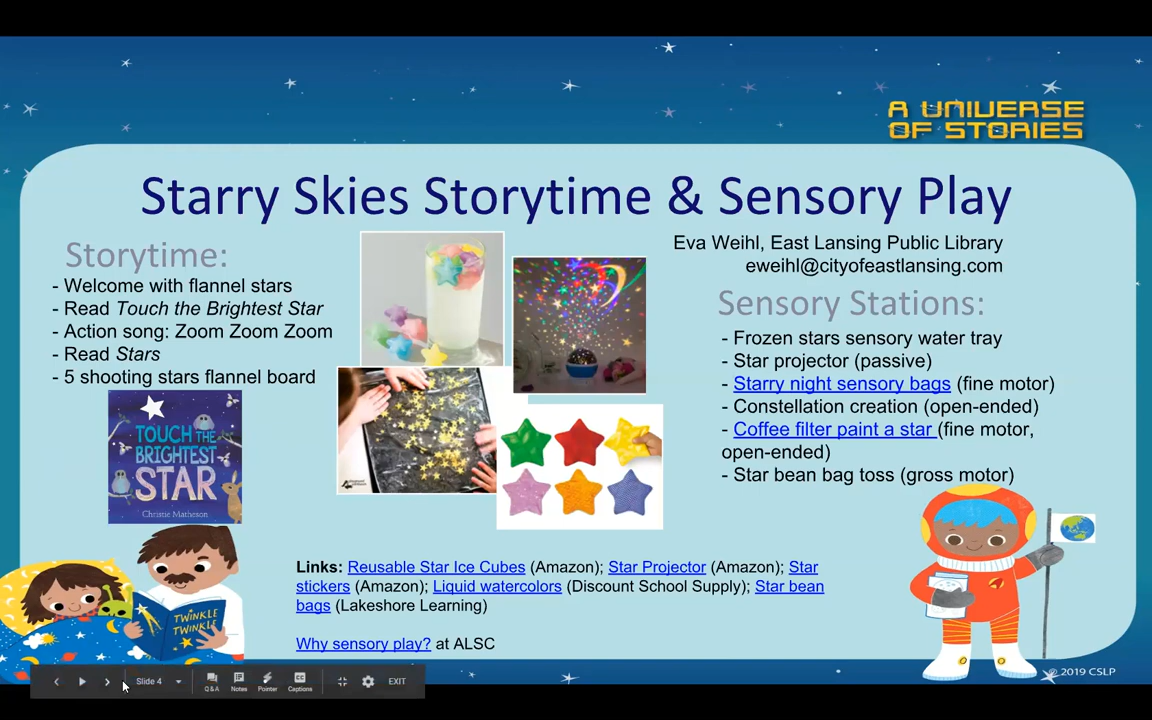 A UNIVERSE
OF STORIES
Starry Skies Storytime & Sensory Play
Eva Weihl, East Lansing Public Library
eweihl@cityofeastlansing.com
Storytime:
- Welcome with flannel stars
- Read Touch the Brightest Star
- Action song: Zoom Zoom Zoom
- Read Stars
- 5 shooting stars flannel board
TOUCH THE
BRIGHTEST
STAR
Christie Matheson
Sensory Stations:
- Frozen stars sensory water tray
- Star projector (passive)
- Starry night sensory bags (fine motor)
- Constellation creation (open-ended)
- Coffee filter paint a star (fine motor,
open-ended)
- Star bean bag toss (gross motor)
Links: Reusable Star Ice Cubes (Amazon); Star Projector (Amazon); Star
stickers (Amazon); Liquid watercolors (Discount School Supply); Star bean
bags (Lakeshore Learning)
Why sensory play? at ALSC
TWINKLE
TWINKLE
© 2019 CSLP
Slide 4
Q&A
Notes
Pointer
Captions
EXIT